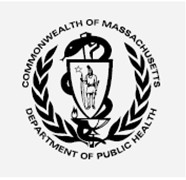 COMMONWEALTH OF MASSACHUSETTS
DEPARTMENT OF PUBLIC HEALTH